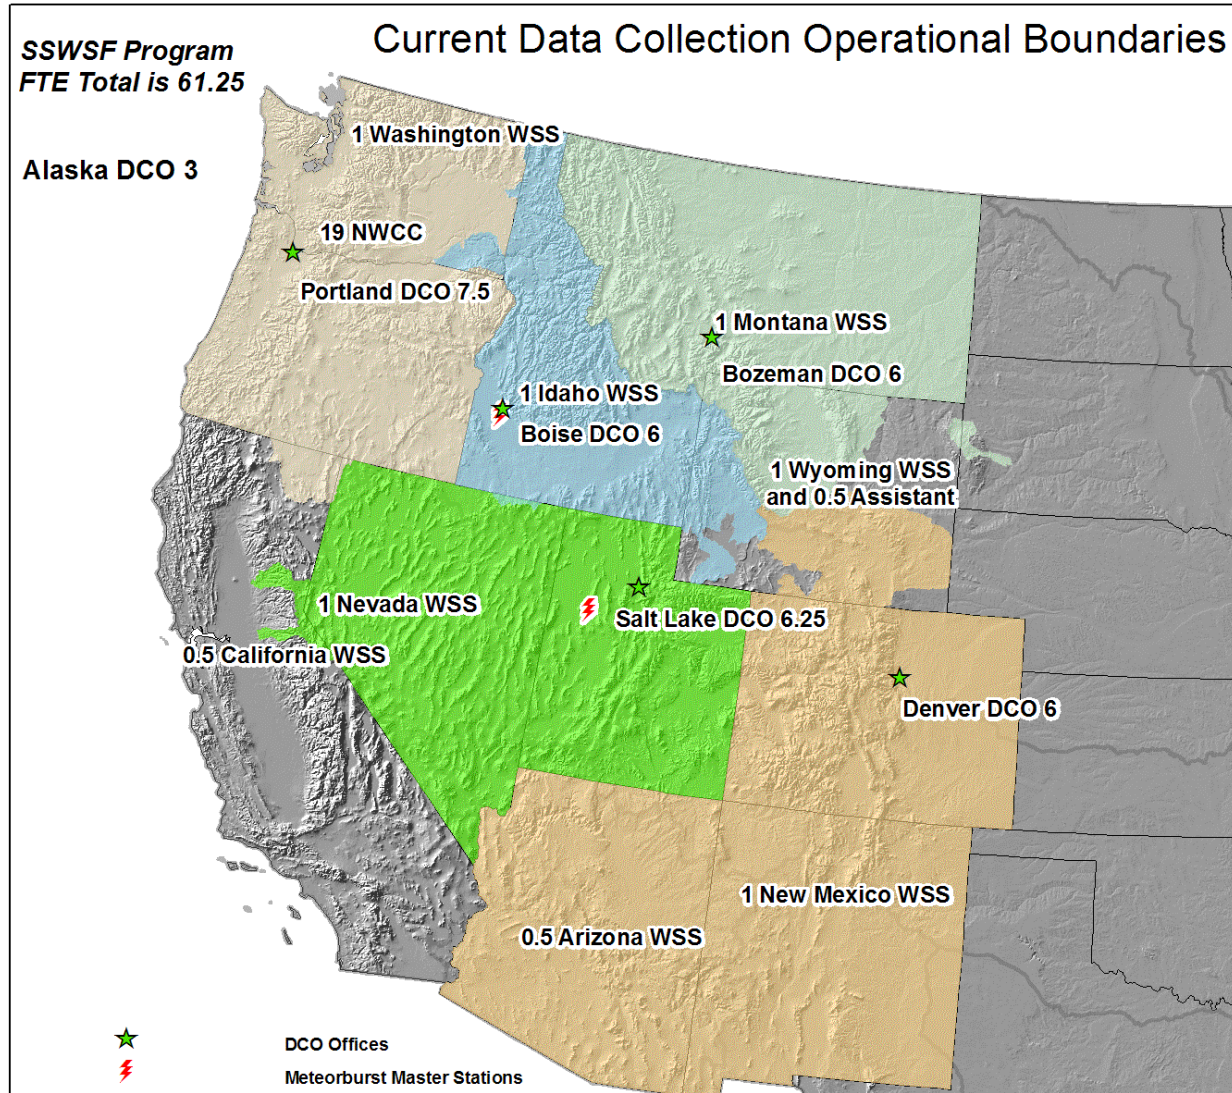 Current Data Collection Operational Boundaries
SSWSF Program
FTE Total is 61.25
1 Washington WSS
Alaska DCO 3
19 NWCC
Portland DCO 7.5
1 Montana WSS
Bozeman DCO 6
1 Idaho WSS
Boise DCO 6
1 Wyoming WSS
and 0.5 Assistant
1 Nevada WSS
Salt Lake DCO 6.25
0.5 California WSS
Denver DCO 6
1 New Mexico WSS
0.5 Arizona WSS
DCO Offices
Meteorburst Master Stations